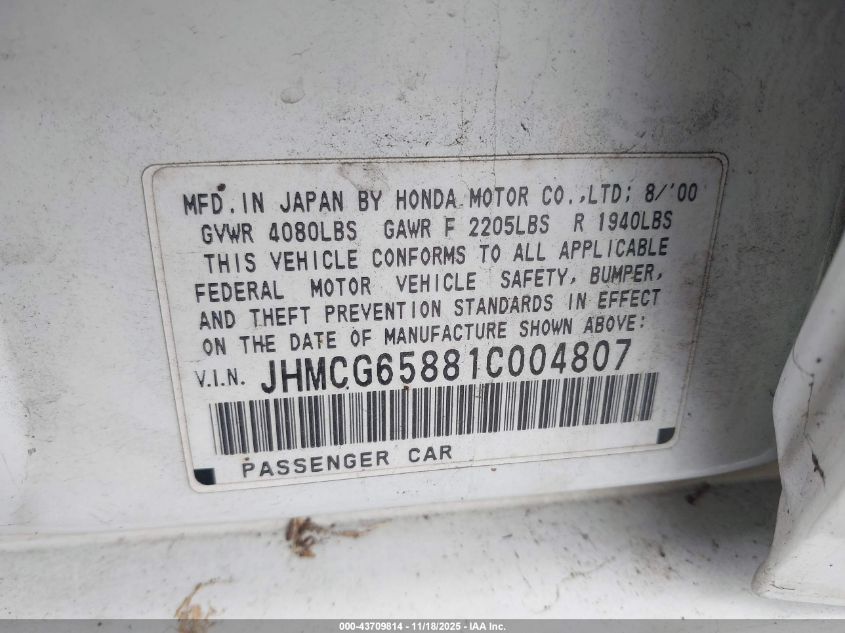 MFD. IN JAPAN BY HONDA MOTOR CO.,LTD; 8/'00
GVWR 4080LBS GAWR F 2205LBS R 1940LBS
THIS VEHICLE CONFORMS TO ALL APPLICABLE
FEDERAL MOTOR VEHICLE SAFETY, BUMPER,
AND THEFT PREVENTION STANDARDS IN EFFECT
ON THE DATE OF MANUFACTURE SHOWN ABOVE:
V.I.N. JHMCG65881C004807
PASSENGER CAR
000-43709814 - 11/18/2025 - IAA Inc.